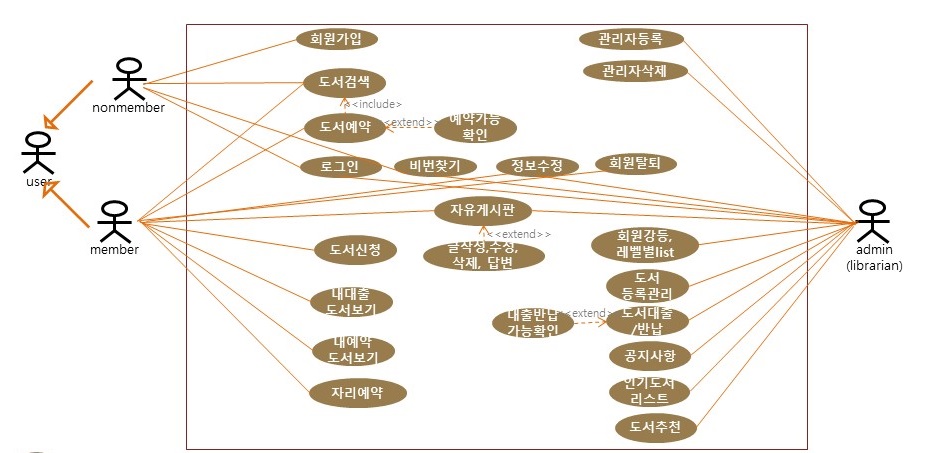 회원가입
관리자등록
관리자삭제
도서검색
nonmember
<<include>
도서예약
<extend>>
예약가능
확인
user
로그인
비번찾기
정보수정
회원탈퇴
자유게시판
<<extend>>
글작성,수정,
삭제, 답변
member
도서신청
회원강등,
레벨별list
admin
(librarian)
도서
등록관리
내대출
도서보기
대출반납
가능확인
<extend>
도서대출
/반납
내예약
도서보기
공지사항
자리예약
인기도서
리스트
도서추천